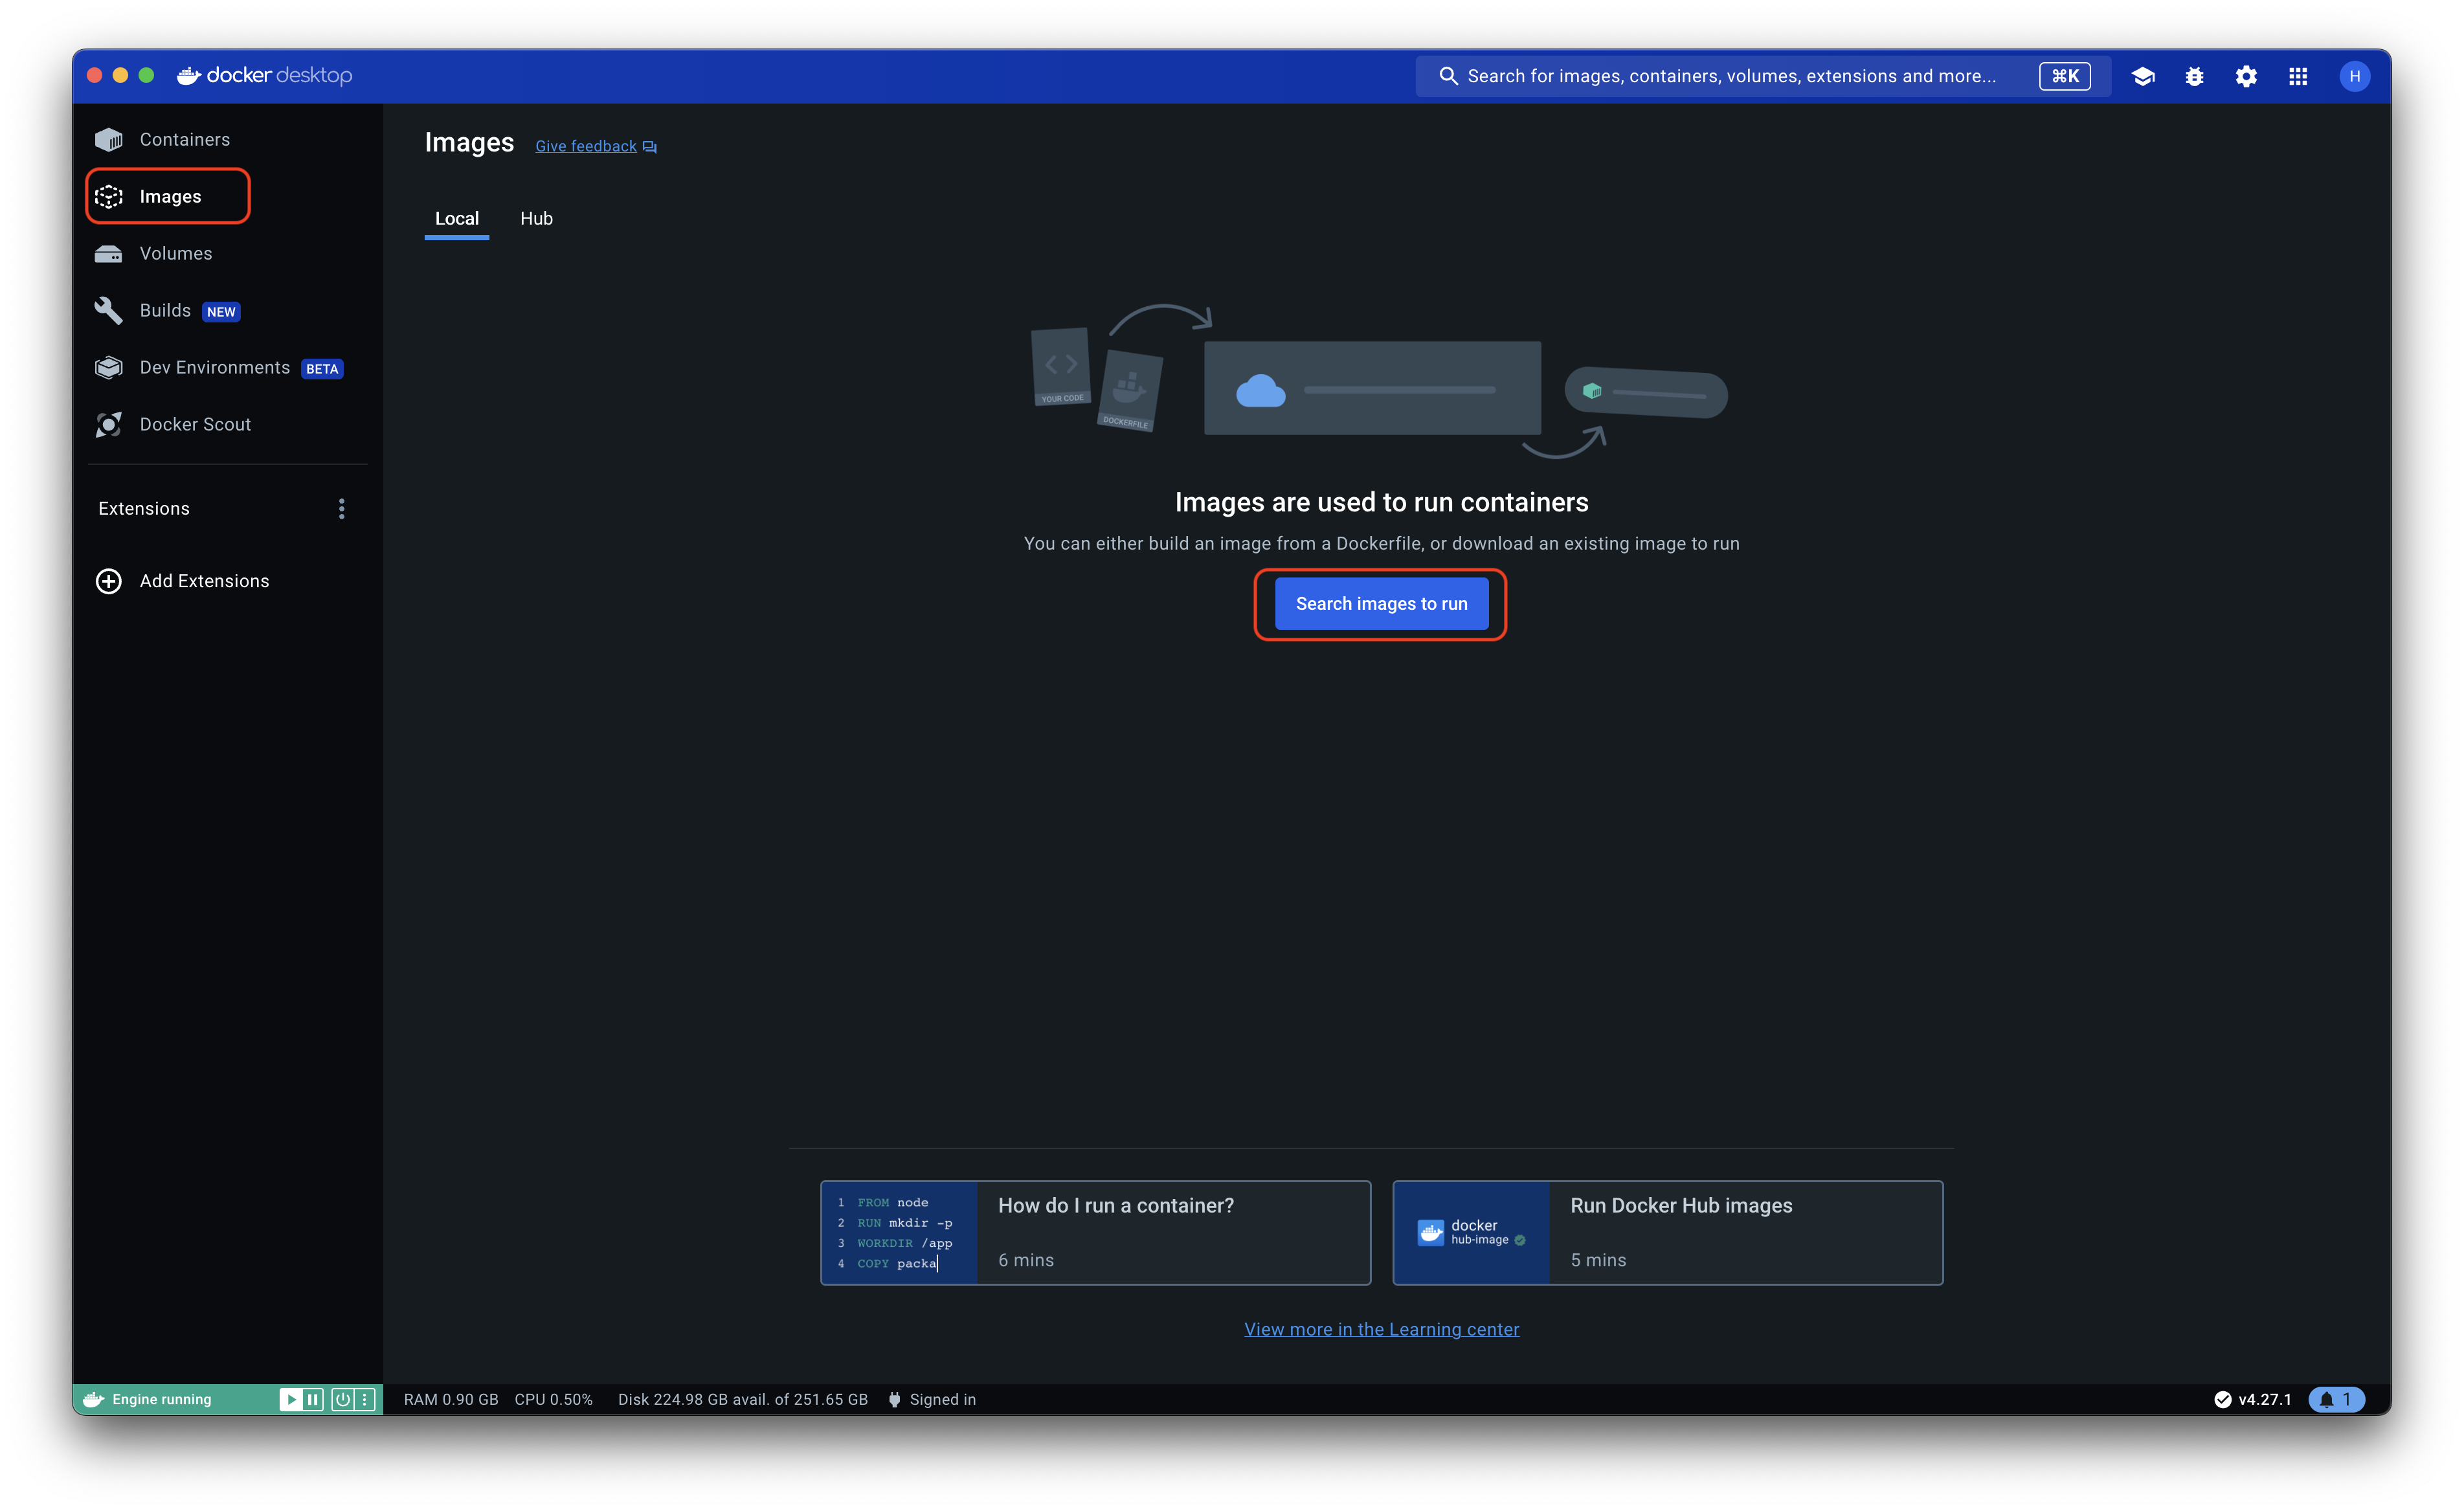 docker desktop
Search for images, containers, volumes, extensions and more...
⌘K
H
Containers
Images
Volumes
Builds NEW
Dev Environments BETA
Docker Scout
Extensions
Add Extensions
Images
Give feedback
Local
Hub
YOUR CODE
DOCKERFILE
Images are used to run containers
You can either build an image from a Dockerfile, or download an existing image to run
Search images to run
1 FROM node
2 RUN mkdir -p
3 WORKDIR /app
4 COPY packa
How do I run a container?
6 mins
docker
hub-image
Run Docker Hub images
5 mins
View more in the Learning center
Engine running
RAM 0.90 GB CPU 0.50% Disk 224.98 GB avail. of 251.65 GB Signed in
v4.27.1
1